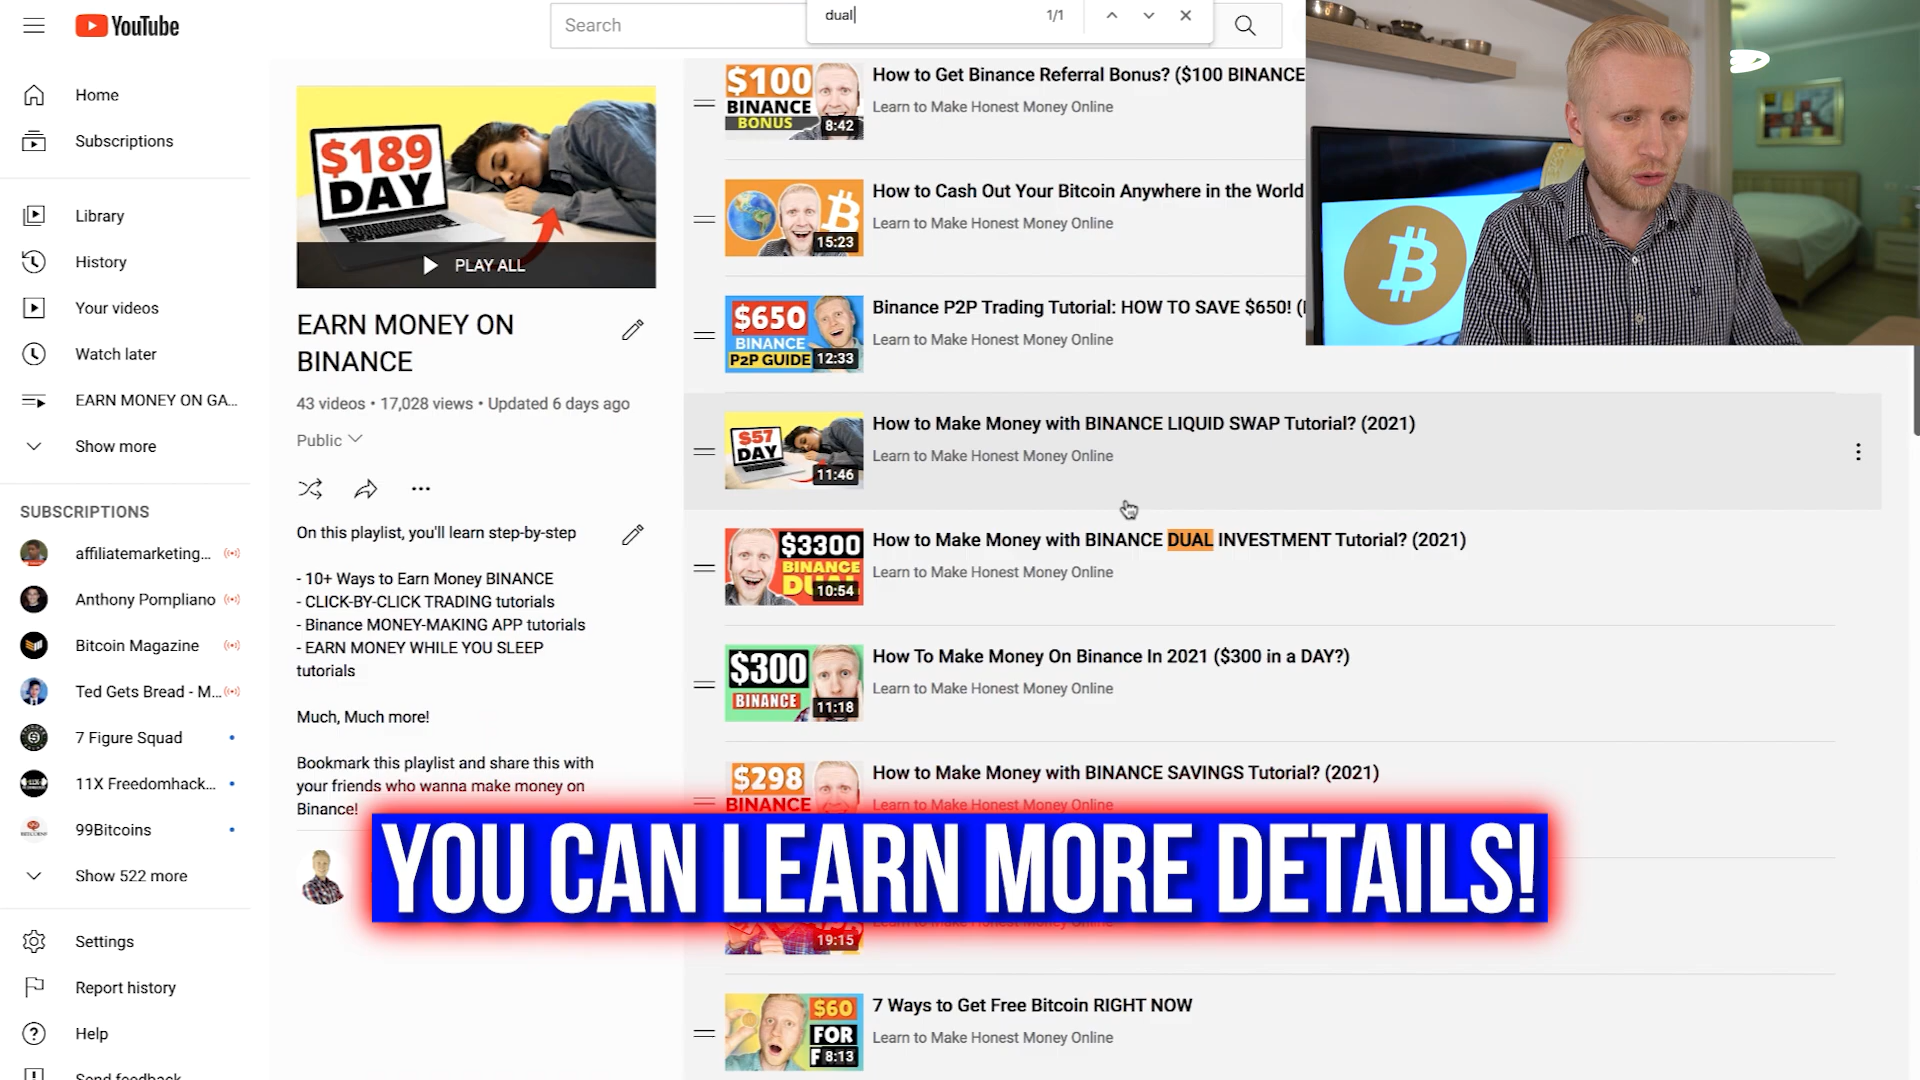 YouTube
Search
dual
1/1
Home
Subscriptions
Library
History
Your videos
Watch later
EARN MONEY ON GA...
Show more
SUBSCRIPTIONS
affiliatemarketing...
Anthony Pompliano
Bitcoin Magazine
Ted Gets Bread - M...
7 Figure Squad
11X Freedomhack...
99Bitcoins
Show 522 more
Settings
Report history
Help
Send feedback
$189
DAY
PLAY ALL
EARN MONEY ON
BINANCE
43 videos • 17,028 views • Updated 6 days ago
Public
On this playlist, you'll learn step-by-step
- 10+ Ways to Earn Money BINANCE
- CLICK-BY-CLICK TRADING tutorials
- Binance MONEY-MAKING APP tutorials
- EARN MONEY WHILE YOU SLEEP
tutorials
Much, Much more!
Bookmark this playlist and share this with
your friends who wanna make money on
Binance!
$100
BINANCE
BONUS
8:42
How to Get Binance Referral Bonus? ($100 BINANCE
Learn to Make Honest Money Online
15:23
How to Cash Out Your Bitcoin Anywhere in the World
Learn to Make Honest Money Online
$650
BINANCE
P2P GUIDE
12:33
Binance P2P Trading Tutorial: HOW TO SAVE $650! (
Learn to Make Honest Money Online
$57
DAY
11:46
How to Make Money with BINANCE LIQUID SWAP Tutorial? (2021)
Learn to Make Honest Money Online
$3300
BINANCE
DUAL
10:54
How to Make Money with BINANCE DUAL INVESTMENT Tutorial? (2021)
Learn to Make Honest Money Online
$300
BINANCE
11:18
How To Make Money On Binance In 2021 ($300 in a DAY?)
Learn to Make Honest Money Online
$298
BINANCE
How to Make Money with BINANCE SAVINGS Tutorial? (2021)
Learn to Make Honest Money Online
YOU CAN LEARN MORE DETAILS!
19:15
$60
FOR
F
8:13
7 Ways to Get Free Bitcoin RIGHT NOW
Learn to Make Honest Money Online